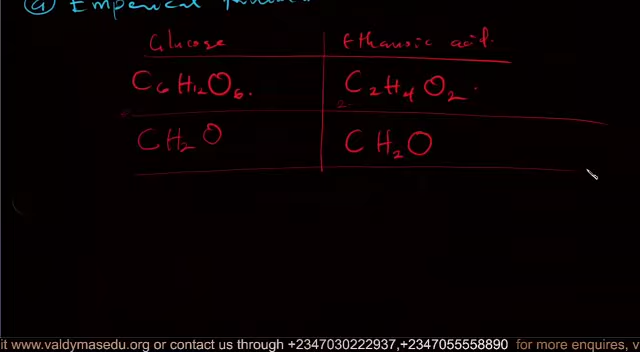 (a) Emperical
Glucose Ethanoic acid.
C6H12O6. C2H4O2.
CH2O CH2O
it www.valdymasedu.org or contact us through +2347030222937,+2347055558890 for more enquires, v